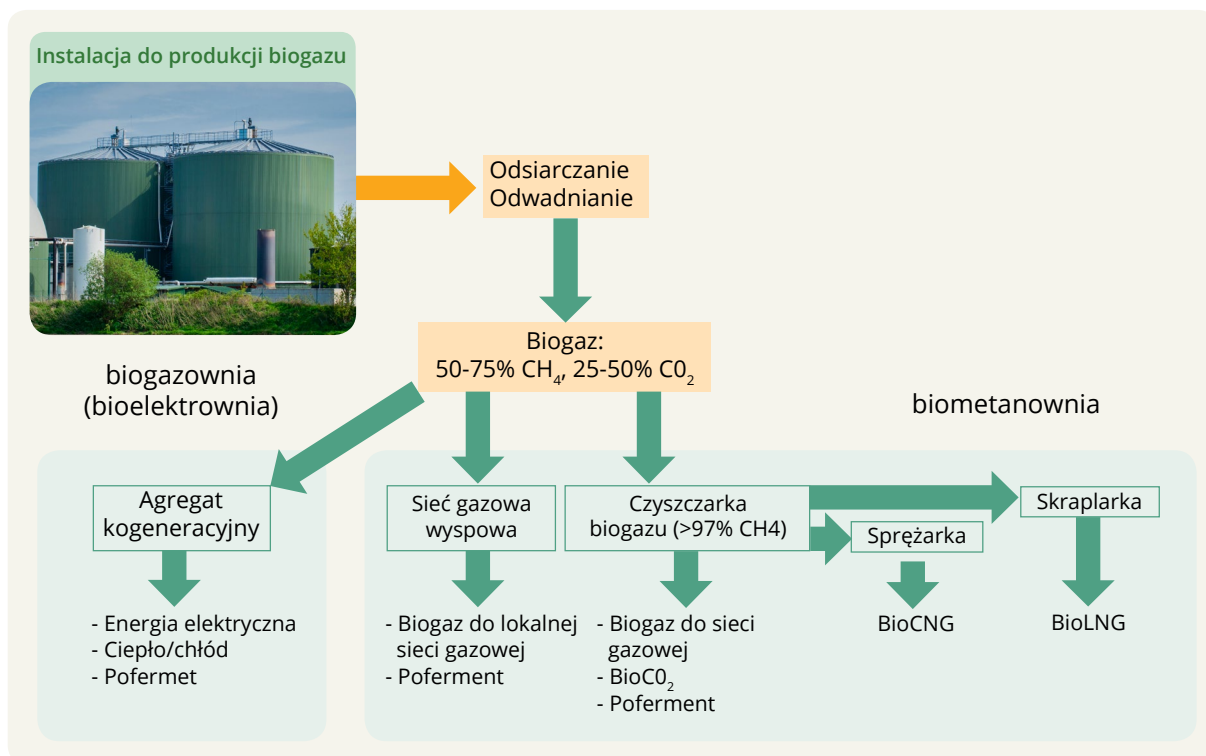 Instalacja do produkcji biogazu
Odsiarczanie
Odwadnianie
Biogaz:
50-75% CH₄, 25-50% C0₂
biogazownia
(bioelektrownia)
biometanownia
Agregat
kogeneracyjny
Sieć gazowa
wyspowa
Czyszczarka
biogazu (>97% CH4)
Sprężarka
Skraplarka
- Energia elektryczna
- Ciepło/chłód
- Pofermet
- Biogaz do lokalnej
sieci gazowej
- Poferment
- Biogaz do sieci
gazowej
- BioC0₂
- Poferment
BioCNG
BioLNG